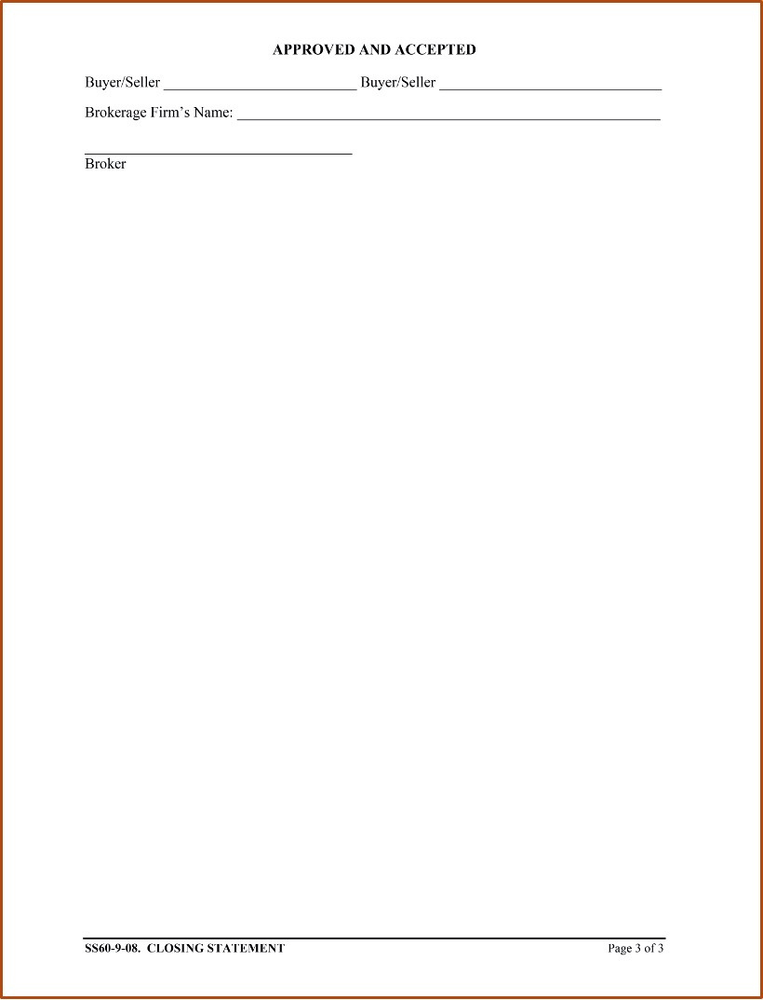 APPROVED AND ACCEPTED
Buyer/Seller __________________________ Buyer/Seller ______________________________
Brokerage Firm’s Name: _________________________________________________________
____________________________________
Broker
SS60-9-08.  CLOSING STATEMENT Page 3 of 3